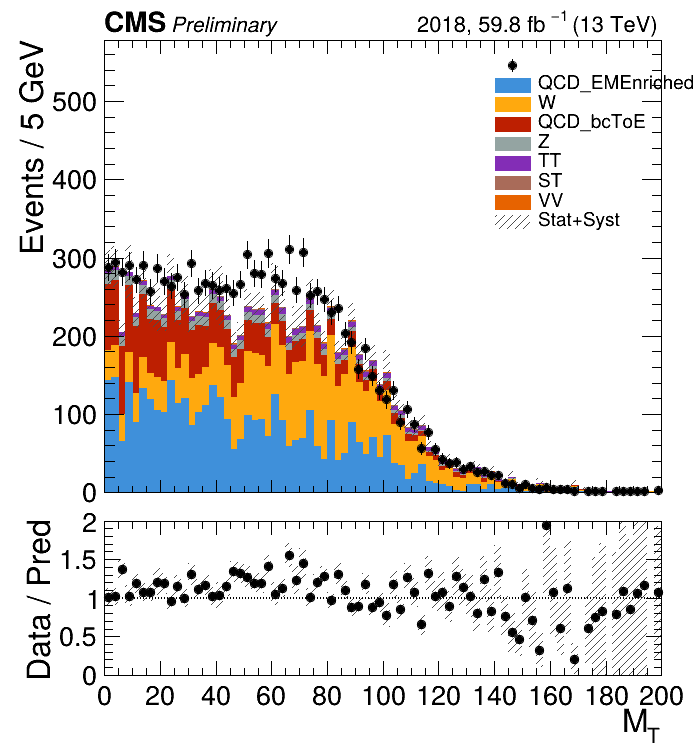 CMS Preliminary 2018, 59.8 fb⁻¹ (13 TeV)
Events / 5 GeV
500
400
300
200
100
0
QCD_EMEnriched
W
QCD_bcToE
Z
TT
ST
VV
Stat+Syst
Data / Pred
2
1.5
1
0.5
0
0 20 40 60 80 100 120 140 160 180 200
M_T